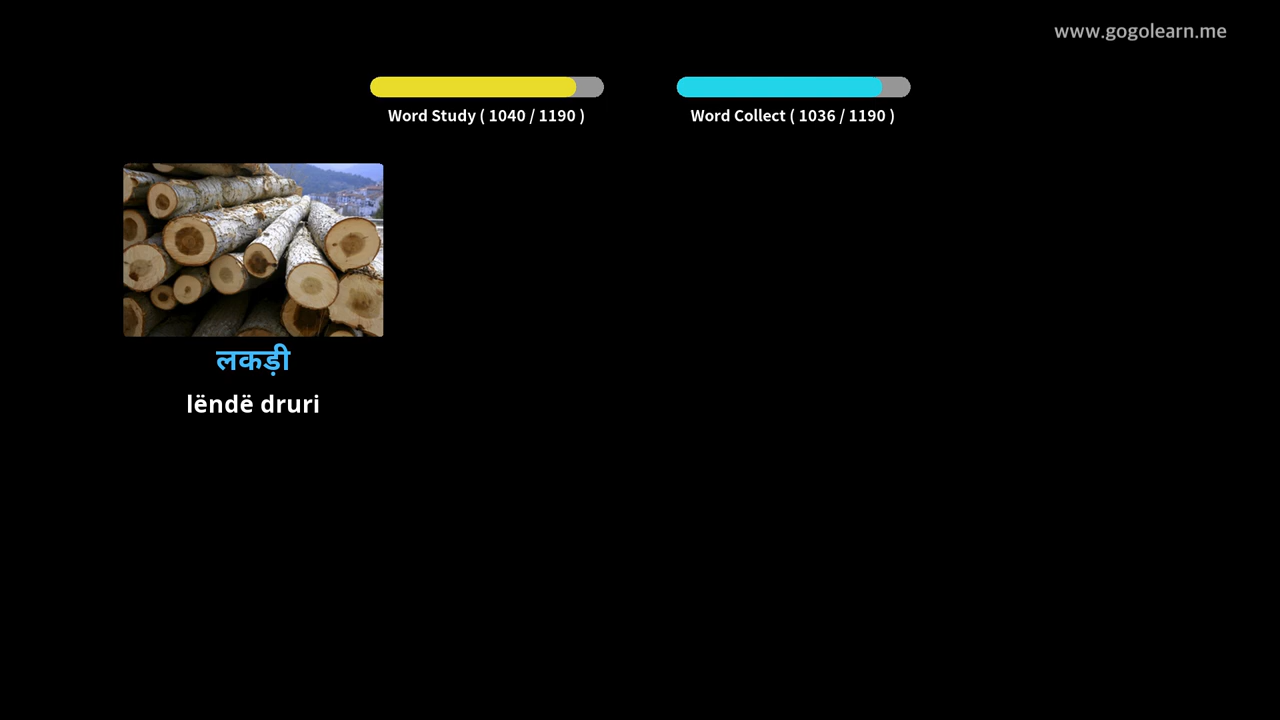 www.gogolearn.me
Word Study ( 1040 / 1190 )
Word Collect ( 1036 / 1190 )
लकड़ी
lëndë druri